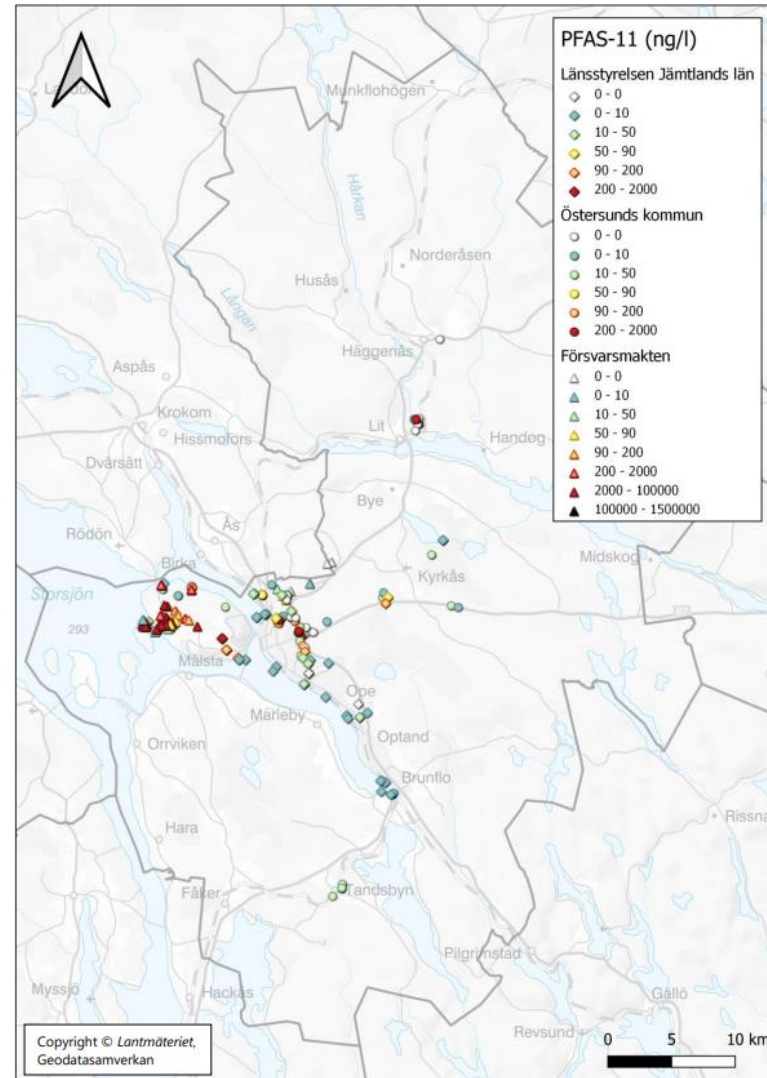 PFAS-11 (ng/l)
Länsstyrelsen Jämtlands län
0 - 0
0 - 10
10 - 50
50 - 90
90 - 200
200 - 2000
Östersunds kommun
0 - 0
0 - 10
10 - 50
50 - 90
90 - 200
200 - 2000
Försvarsmakten
0 - 0
0 - 10
10 - 50
50 - 90
90 - 200
200 - 2000
2000 - 100000
100000 - 1500000
Munkflohögen
Hårkan
Norderåsen
Husås
Långan
Häggenås
Aspås
Krokom
Hissmofors
Lit
Handog
Dvärsätt
Bye
Ås
Rödön
Birka
Kyrkås
Midskog
Storsjön
293
Målsta
Ope
Marieby
Optand
Orrviken
Brunflo
Rissna
Hara
Tandsbyn
Fåker
Pilgrimstad
Myssjö
Hackås
Gällö
Revsund
Copyright © Lantmäteriet,
Geodatasamverkan
0 5 10 km